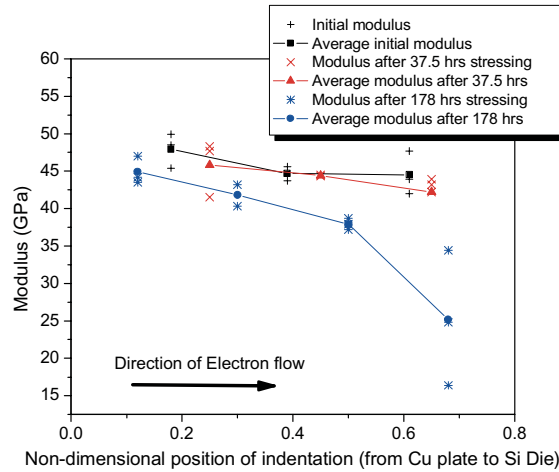 Initial modulus
Average initial modulus
Modulus after 37.5 hrs stressing
Average modulus after 37.5 hrs
Modulus after 178 hrs stressing
Average modulus after 178 hrs
60
55
50
45
40
35
30
25
20
15
Modulus (GPa)
Direction of Electron flow
0.0
0.2
0.4
0.6
0.8
Non-dimensional position of indentation (from Cu plate to Si Die)